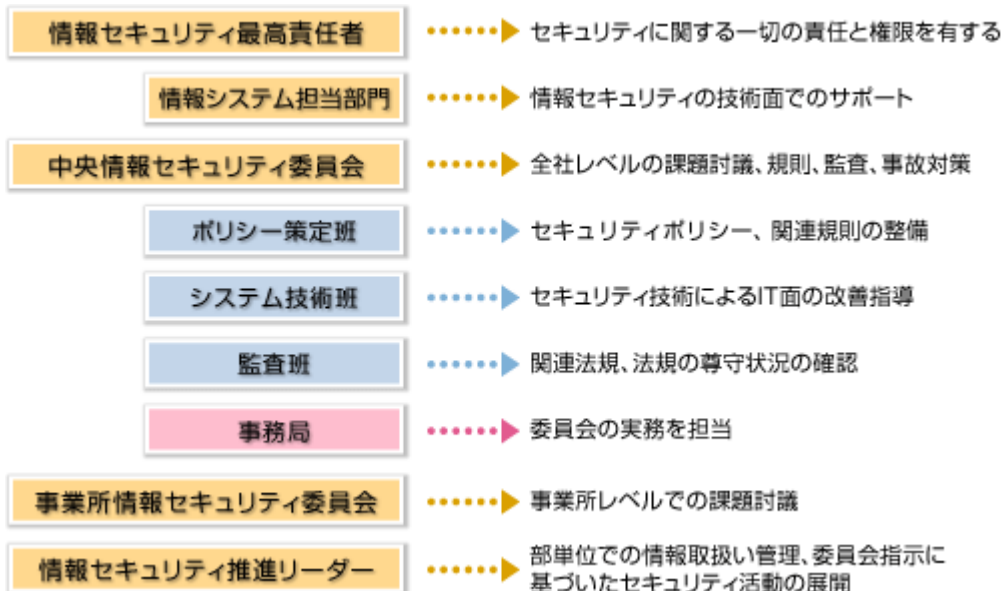 情報セキュリティ最高責任者
セキュリティに関する一切の責任と権限を有する
情報システム担当部門
情報セキュリティの技術面でのサポート
中央情報セキュリティ委員会
全社レベルの課題討議、規則、監査、事故対策
ポリシー策定班
セキュリティポリシー、関連規則の整備
システム技術班
セキュリティ技術によるIT面の改善指導
監査班
関連法規、法規の尊守状況の確認
事務局
委員会の実務を担当
事業所情報セキュリティ委員会
事業所レベルでの課題討議
情報セキュリティ推進リーダー
部単位での情報取扱い管理、委員会指示に
基づいたセキュリティ活動の展開